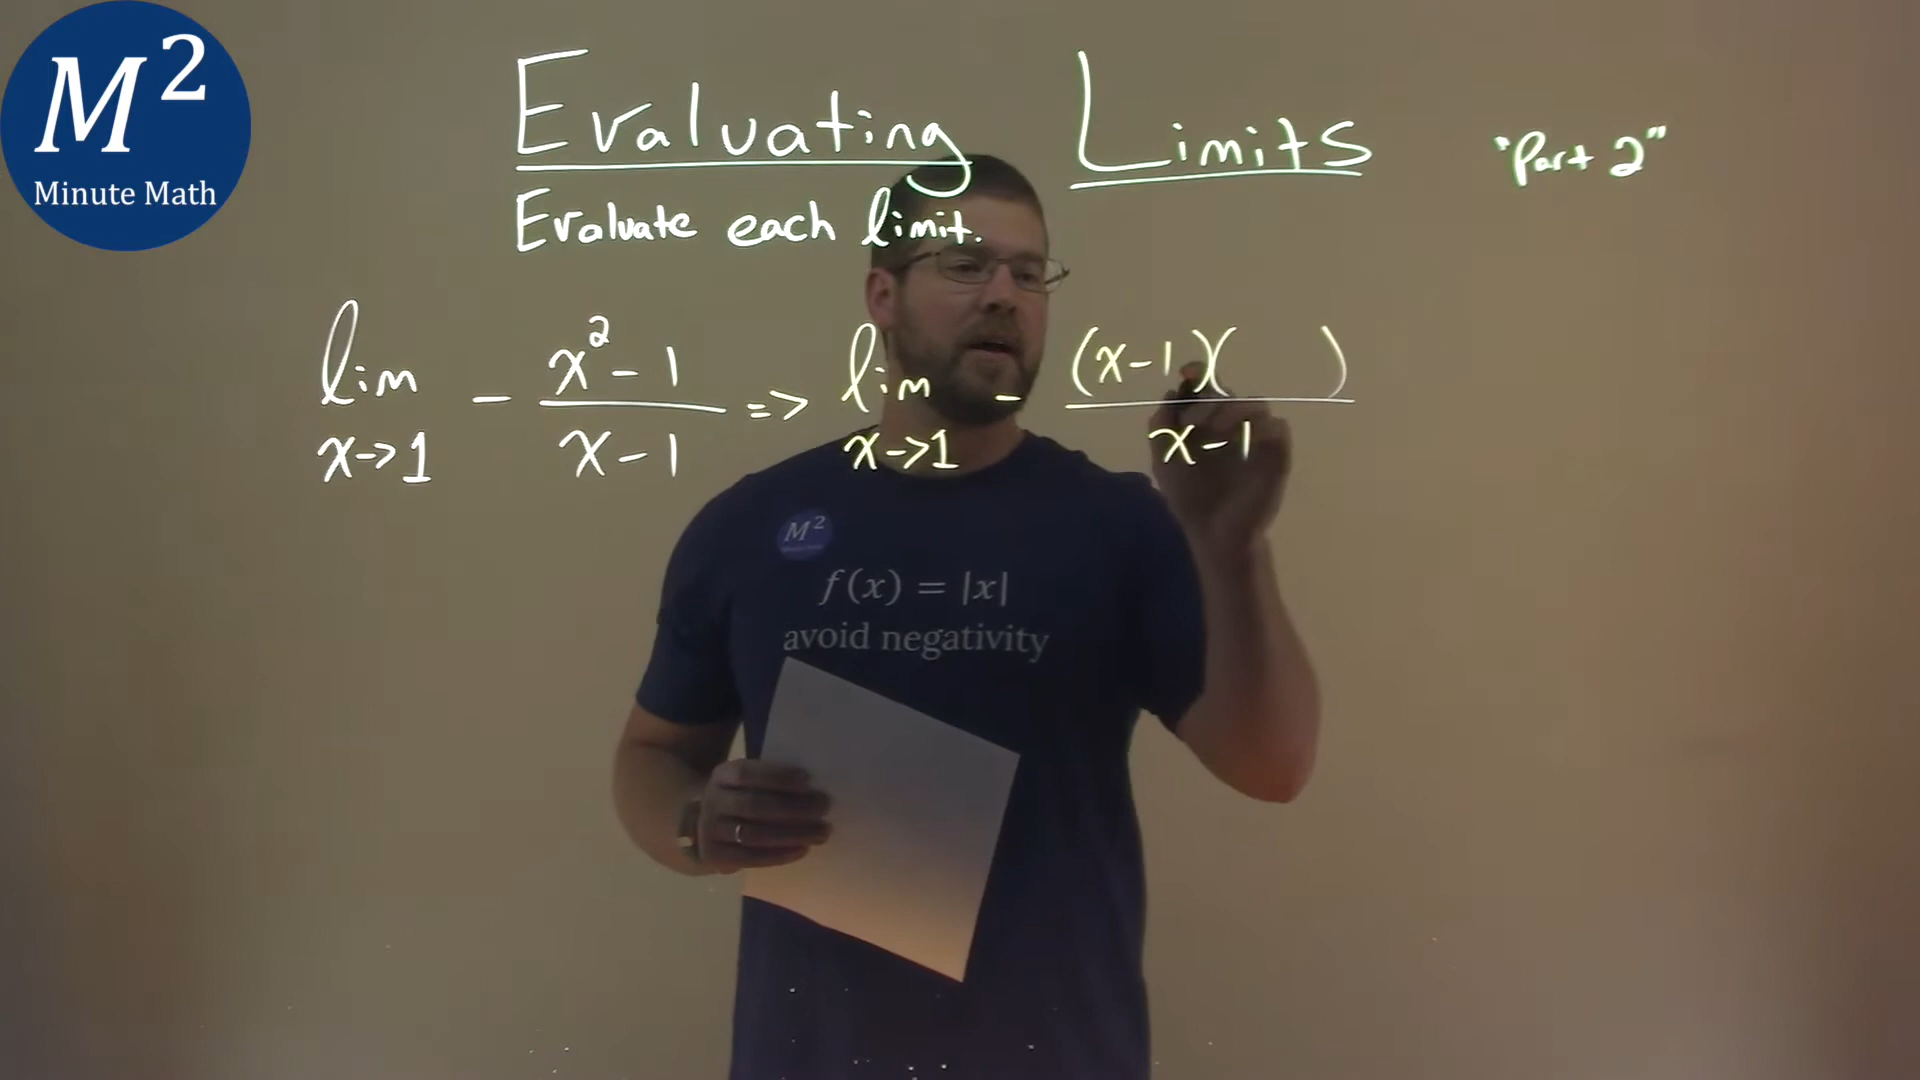 M²
Minute Math
Evaluating Limits "Part 2"
Evaluate each limit.
lim x→1 - x² - 1 / x - 1 => lim x→1 - (x-1)( ) / x-1
M²
f(x) = |x|
avoid negativity